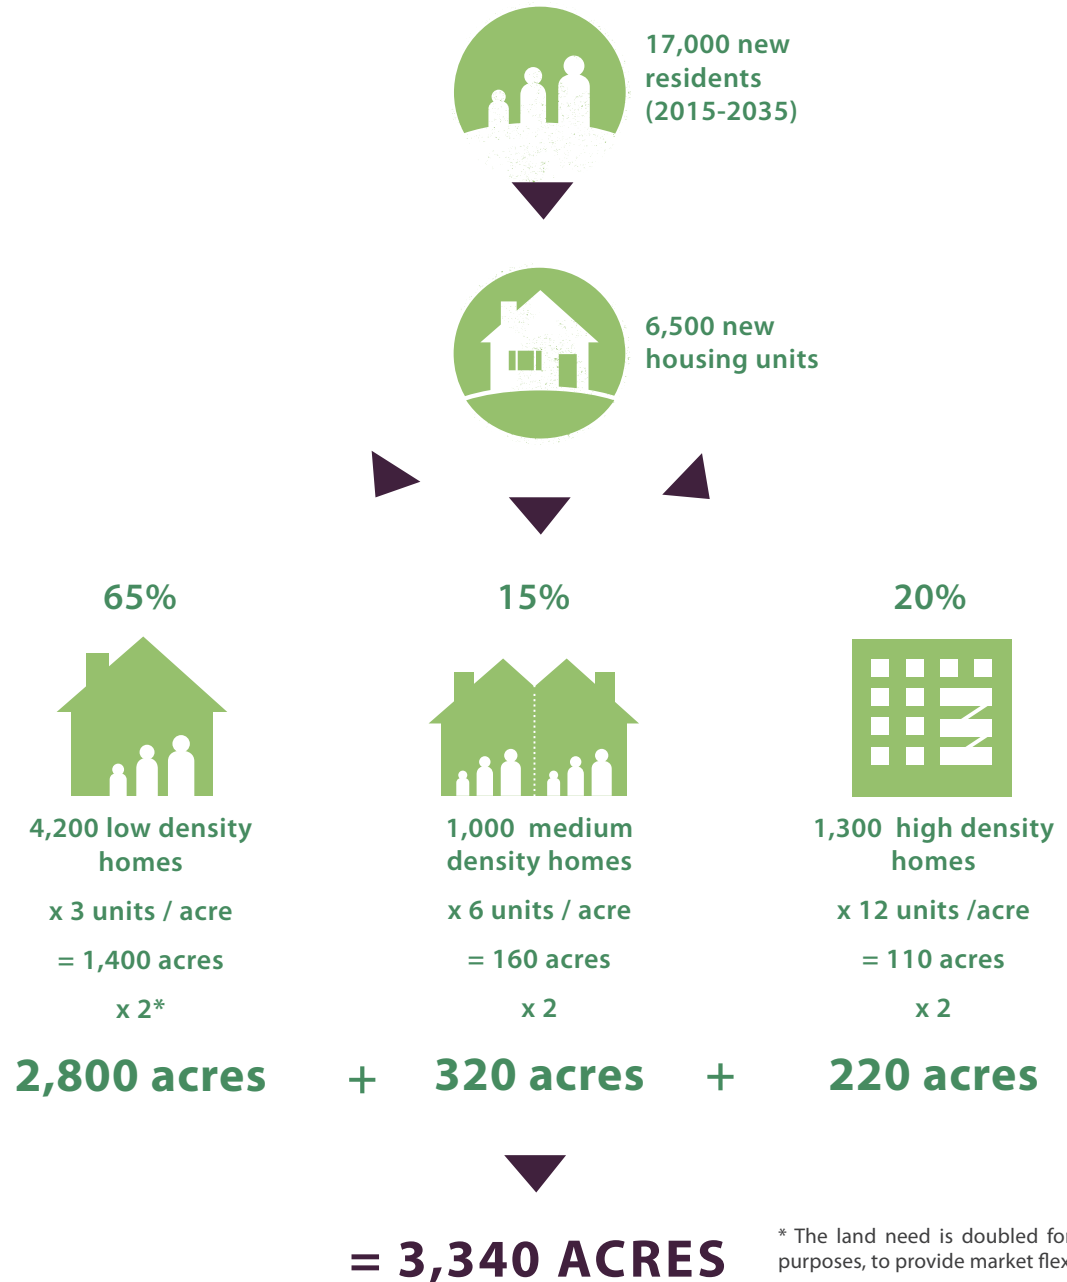 17,000 new
residents
(2015-2035)
6,500 new
housing units
65%
4,200 low density
homes
x 3 units / acre
= 1,400 acres
x 2*
2,800 acres
+
15%
1,000 medium
density homes
x 6 units / acre
= 160 acres
x 2
320 acres
+
20%
1,300 high density
homes
x 12 units /acre
= 110 acres
x 2
220 acres
= 3,340 ACRES
* The land need is doubled for
purposes, to provide market flex